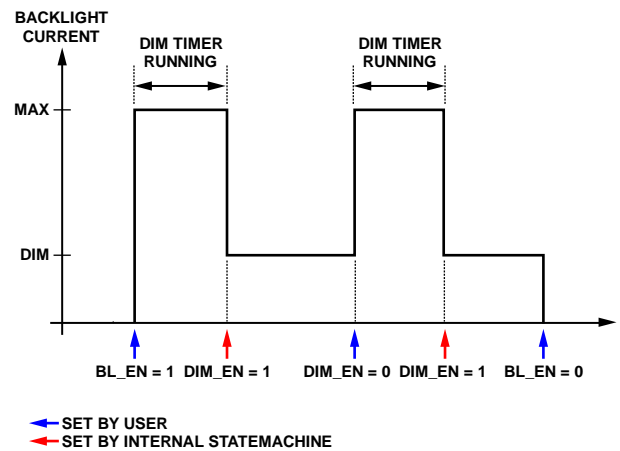 BACKLIGHT
CURRENT
DIM TIMER
RUNNING
DIM TIMER
RUNNING
MAX
DIM
BL_EN = 1
DIM_EN = 1
DIM_EN = 0
DIM_EN = 1
BL_EN = 0
SET BY USER
SET BY INTERNAL STATEMACHINE